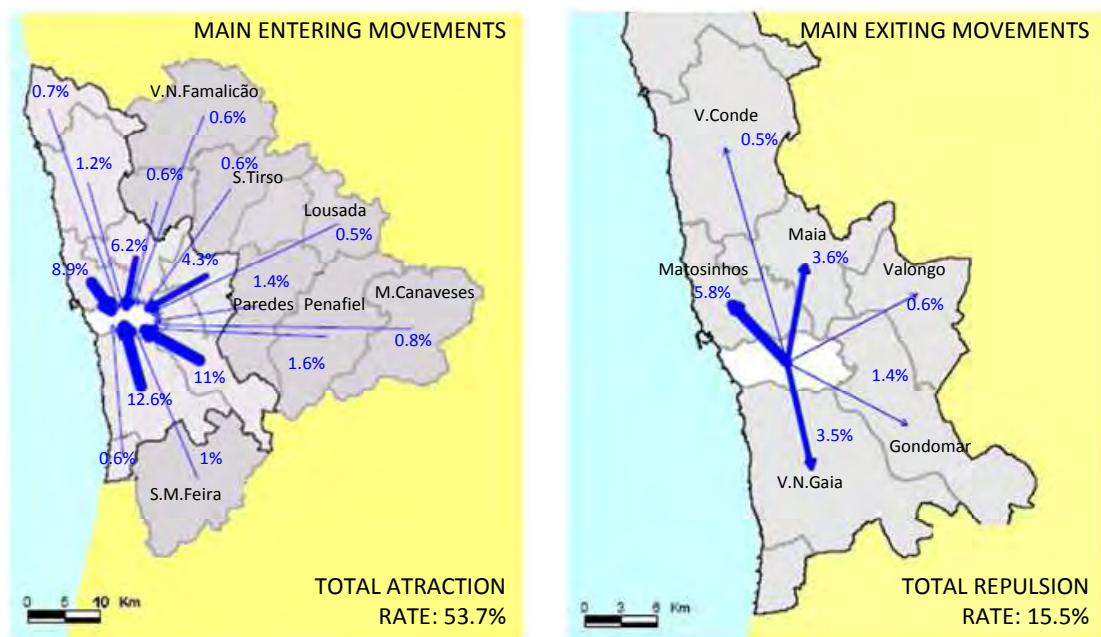 MAIN ENTERING MOVEMENTS
0.7%
V.N.Famalicão
0.6%
1.2%
0.6%
0.6%
S.Tirso
Lousada
0.5%
6.2%
4.3%
8.9%
1.4%
Paredes
Penafiel
M.Canaveses
0.8%
11%
1.6%
12.6%
0.6%
1%
S.M.Feira
0 5 10 Km
TOTAL ATRACTION
RATE: 53.7%
MAIN EXITING MOVEMENTS
V.Conde
0.5%
Maia
3.6%
Matosinhos
5.8%
Valongo
0.6%
1.4%
3.5%
Gondomar
V.N.Gaia
0 3 6 Km
TOTAL REPULSION
RATE: 15.5%